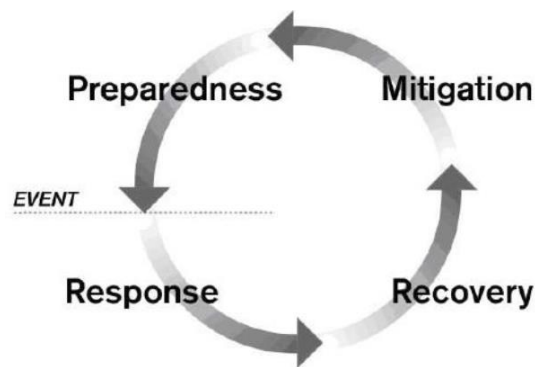 Preparedness
Mitigation
EVENT
Response
Recovery